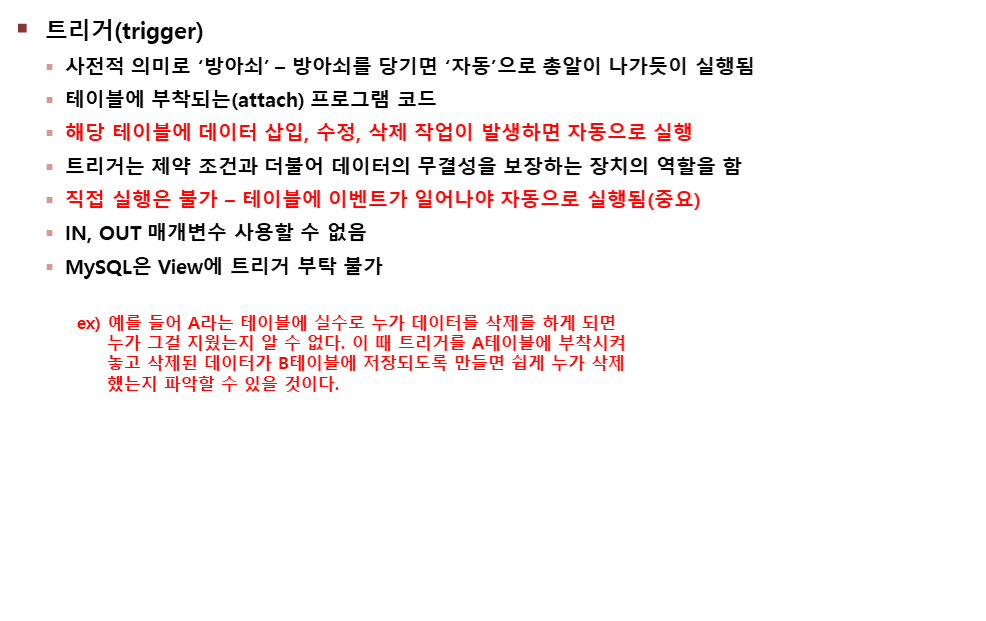 트리거(trigger)
사전적 의미로 ‘방아쇠’ – 방아쇠를 당기면 ‘자동’으로 총알이 나가듯이 실행됨
테이블에 부착되는(attach) 프로그램 코드
해당 테이블에 데이터 삽입, 수정, 삭제 작업이 발생하면 자동으로 실행
트리거는 제약 조건과 더불어 데이터의 무결성을 보장하는 장치의 역할을 함
직접 실행은 불가 – 테이블에 이벤트가 일어나야 자동으로 실행됨(중요)
IN, OUT 매개변수 사용할 수 없음
MySQL은 View에 트리거 부탁 불가
ex) 예를 들어 A라는 테이블에 실수로 누가 데이터를 삭제를 하게 되면
누가 그걸 지웠는지 알 수 없다. 이 때 트리거를 A테이블에 부착시켜
놓고 삭제된 데이터가 B테이블에 저장되도록 만들면 쉽게 누가 삭제
했는지 파악할 수 있을 것이다.